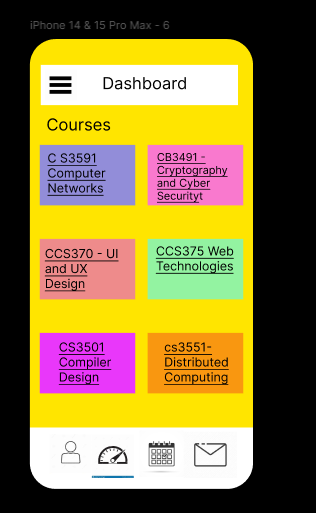 iPhone 14 & 15 Pro Max - 6
Dashboard
Courses
C S3591
Computer
Networks
CB3491 -
Cryptography
and Cyber
Securityt
CCS370 - UI
and UX
Design
CCS375 Web
Technologies
CS3501
Compiler
Design
cs3551-
Distributed
Computing